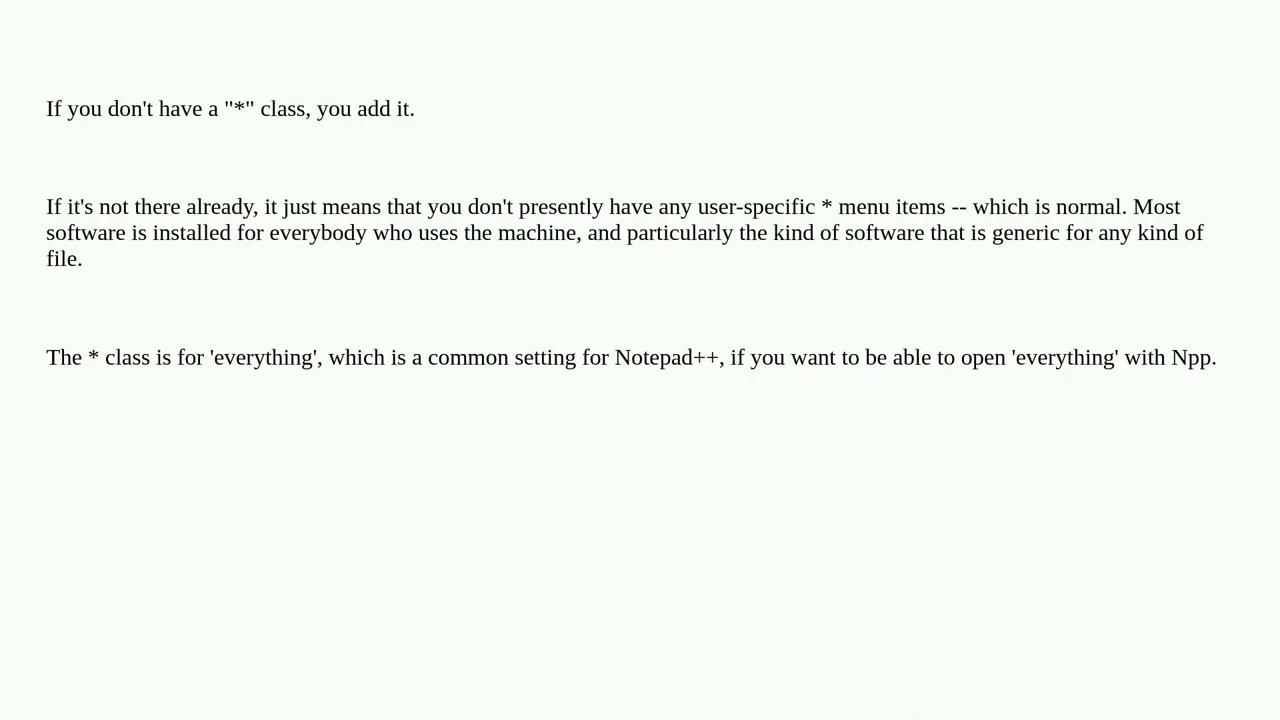 If you don't have a "*" class, you add it.
If it's not there already, it just means that you don't presently have any user-specific * menu items -- which is normal. Most
software is installed for everybody who uses the machine, and particularly the kind of software that is generic for any kind of
file.
The * class is for 'everything', which is a common setting for Notepad++, if you want to be able to open 'everything' with Npp.